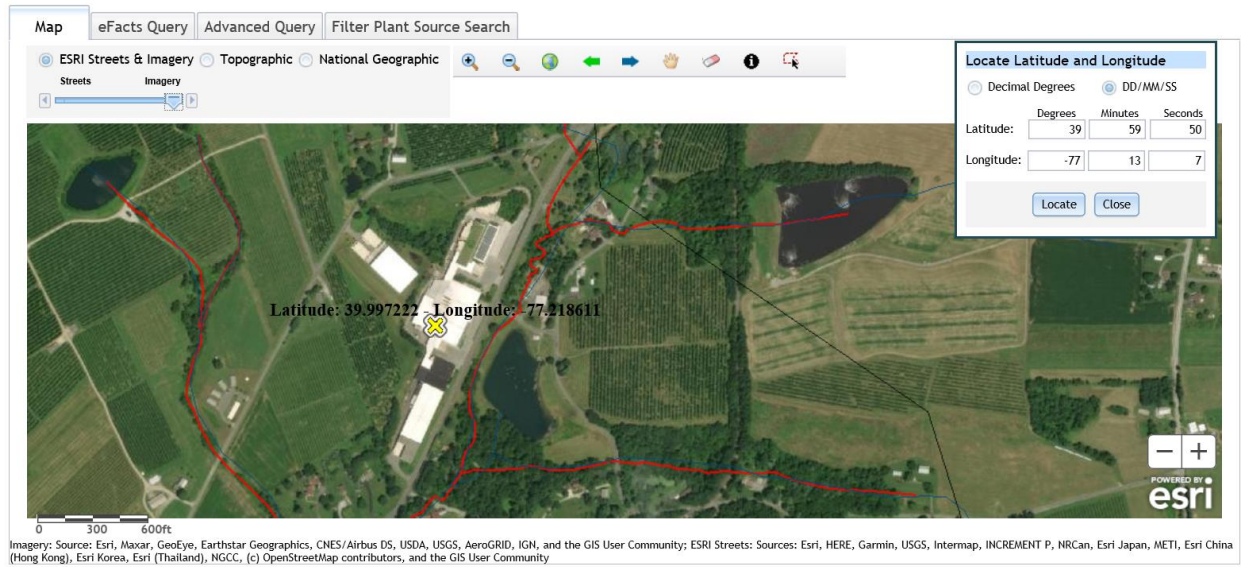 Map eFacts Query Advanced Query Filter Plant Source Search
ESRI Streets & Imagery Topographic National Geographic
Streets Imagery
Locate Latitude and Longitude
Decimal Degrees DD/MM/SS
Degrees Minutes Seconds
Latitude: 39 59 50
Longitude: -77 13 7
Locate Close
Latitude: 39.997222 - Longitude: -77.218611
POWERED BY
esri
0 300 600ft
Imagery: Source: Esri, Maxar, GeoEye, Earthstar Geographics, CNES/Airbus DS, USDA, USGS, AeroGRID, IGN, and the GIS User Community; ESRI Streets: Sources: Esri, HERE, Garmin, USGS, Intermap, INCREMENT P, NRCan, Esri Japan, METI, Esri China
(Hong Kong), Esri Korea, Esri (Thailand), NGCC, (c) OpenStreetMap contributors, and the GIS User Community